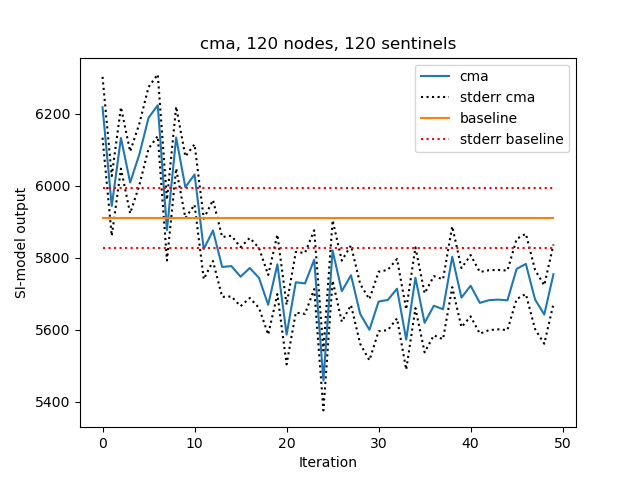 cma, 120 nodes, 120 sentinels
cma
stderr cma
baseline
stderr baseline
SI-model output
6200
6000
5800
5600
5400
0 10 20 30 40 50
Iteration